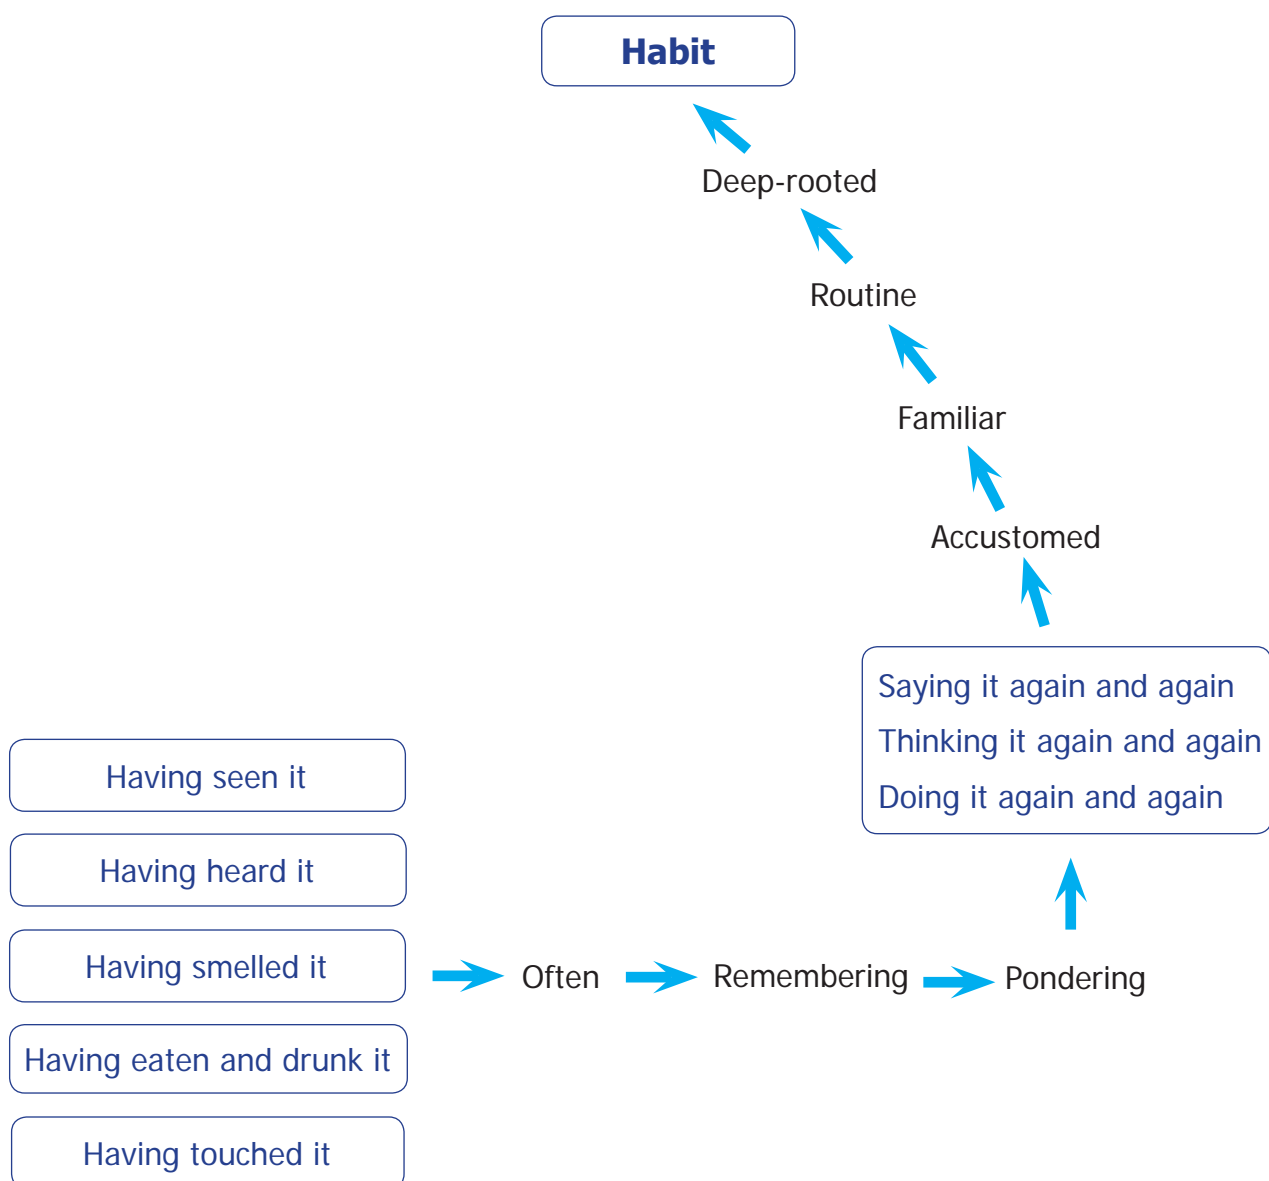 Habit
Deep-rooted
Routine
Familiar
Accustomed
Saying it again and again
Thinking it again and again
Doing it again and again
Having seen it
Having heard it
Having smelled it
Often
Remembering
Pondering
Having eaten and drunk it
Having touched it